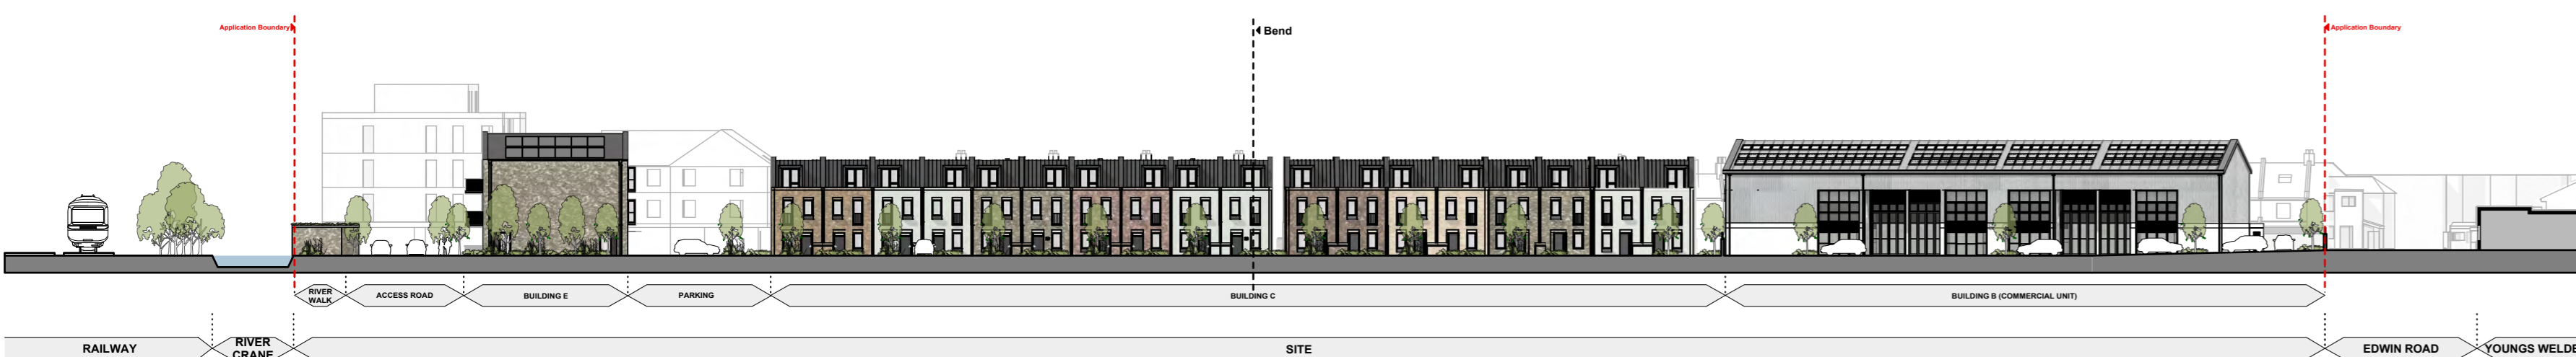 Application Boundary
Bend
Application Boundary
RIVER
WALK
ACCESS ROAD
BUILDING E
PARKING
BUILDING C
BUILDING B (COMMERCIAL UNIT)
RAILWAY
RIVER
CRANE
SITE
EDWIN ROAD
YOUNGS WELDE